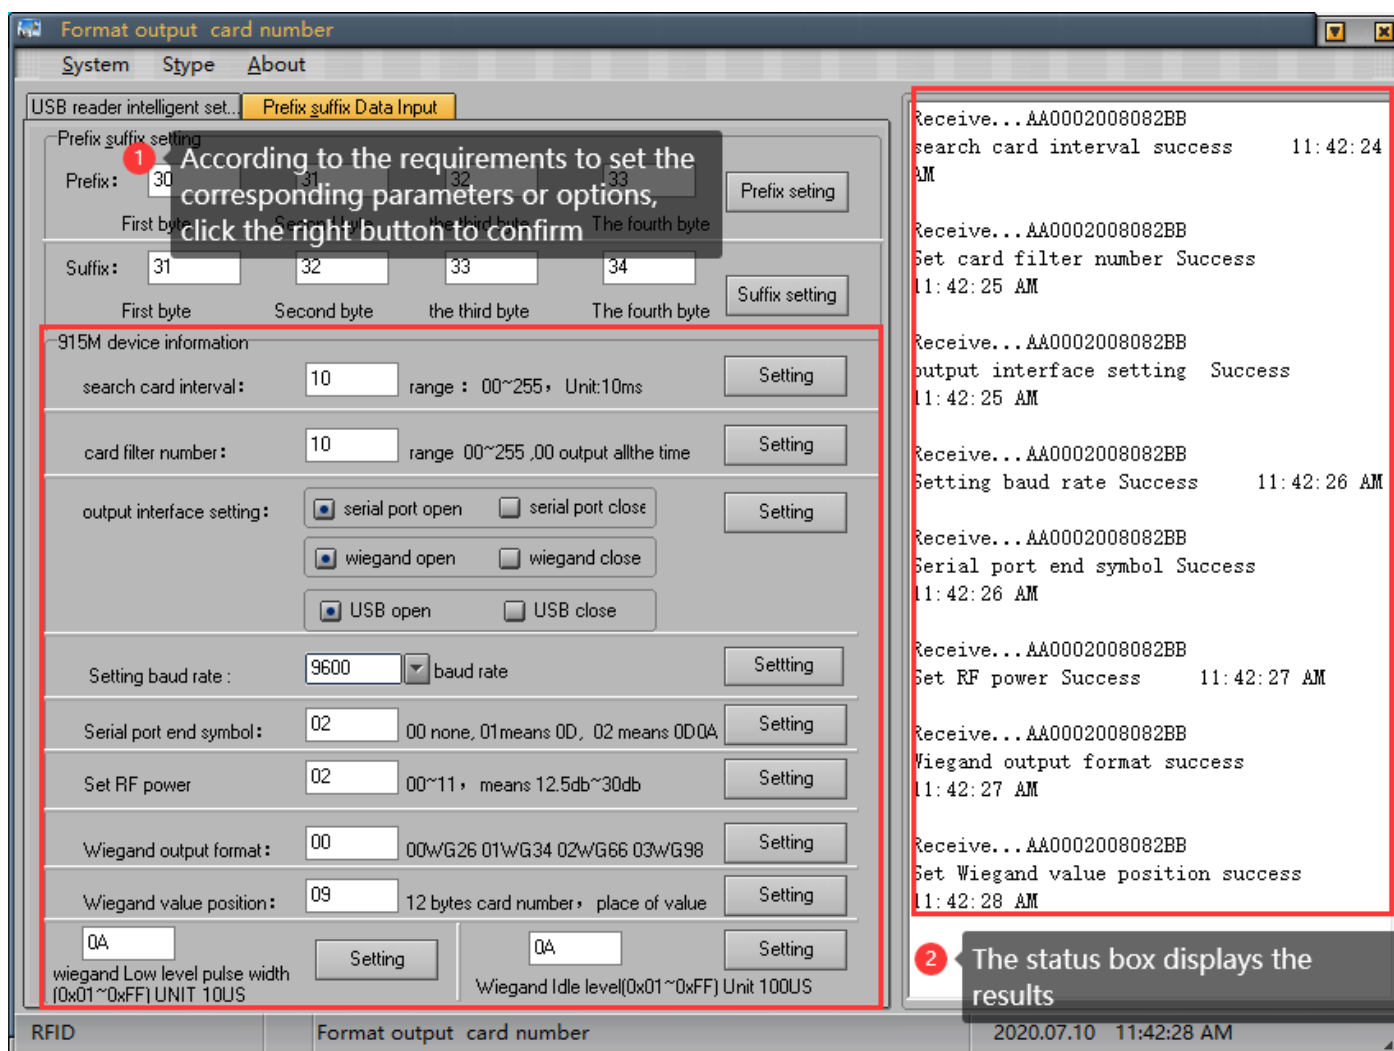 Format output card number
System Stype About
USB reader intelligent set... Prefix suffix Data Input
Prefix suffix setting
1 According to the requirements to set the
corresponding parameters or options,
click the right button to confirm
Prefix: 30 31 32 33 Prefix seting
First byte Second byte the third byte The fourth byte
Suffix: 31 32 33 34 Suffix setting
First byte Second byte the third byte The fourth byte
915M device information
search card interval: 10 range : 00~255, Unit:10ms Setting
card filter number: 10 range 00~255 ,00 output allthe time Setting
output interface setting: serial port open serial port close Setting
wiegand open wiegand close
USB open USB close
Setting baud rate : 9600 baud rate Settting
Serial port end symbol: 02 00 none, 01means 0D, 02 means 0D0A Setting
Set RF power 02 00~11, means 12.5db~30db Setting
Wiegand output format: 00 00WG26 01WG34 02WG66 03WG98 Setting
Wiegand value position: 09 12 bytes card number, place of value Setting
0A Setting 0A Setting
wiegand Low level pulse width
(0x01~0xFF) UNIT 10US
Wiegand Idle level(0x01~0xFF) Unit 100US
Receive...AA0002008082BB
search card interval success 11:42:24
AM
Receive...AA0002008082BB
Set card filter number Success
11:42:25 AM
Receive...AA0002008082BB
output interface setting Success
11:42:25 AM
Receive...AA0002008082BB
Setting baud rate Success 11:42:26 AM
Receive...AA0002008082BB
Serial port end symbol Success
11:42:26 AM
Receive...AA0002008082BB
Set RF power Success 11:42:27 AM
Receive...AA0002008082BB
Wiegand output format success
11:42:27 AM
Receive...AA0002008082BB
Set Wiegand value position success
11:42:28 AM
2 The status box displays the
results
RFID Format output card number 2020.07.10 11:42:28 AM